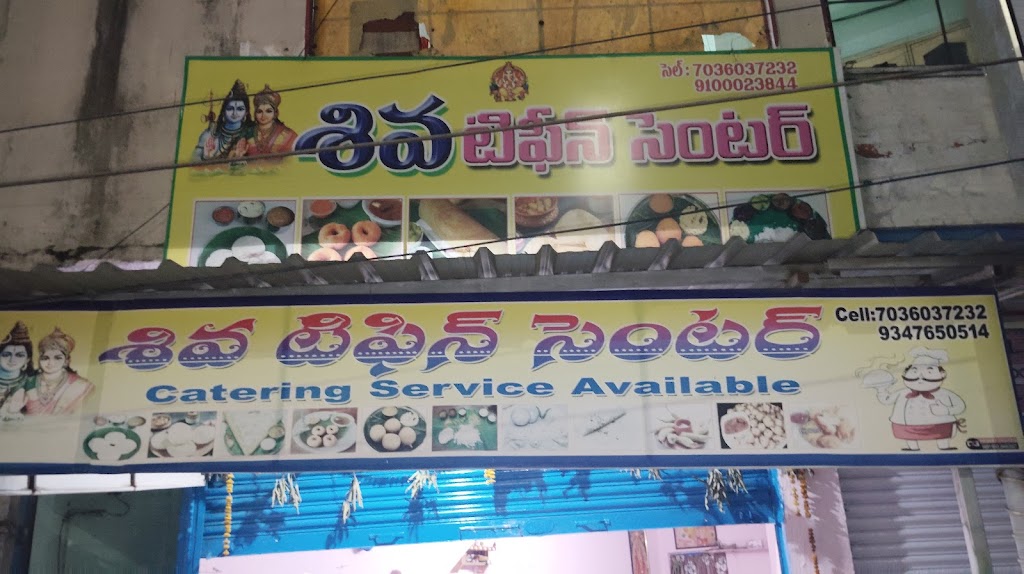 సెల్ : 7036037232
9100023844
శివ టిఫిన్ సెంటర్
శివ టిఫిన్ సెంటర్
Cell:7036037232
9347650514
Catering Service Available